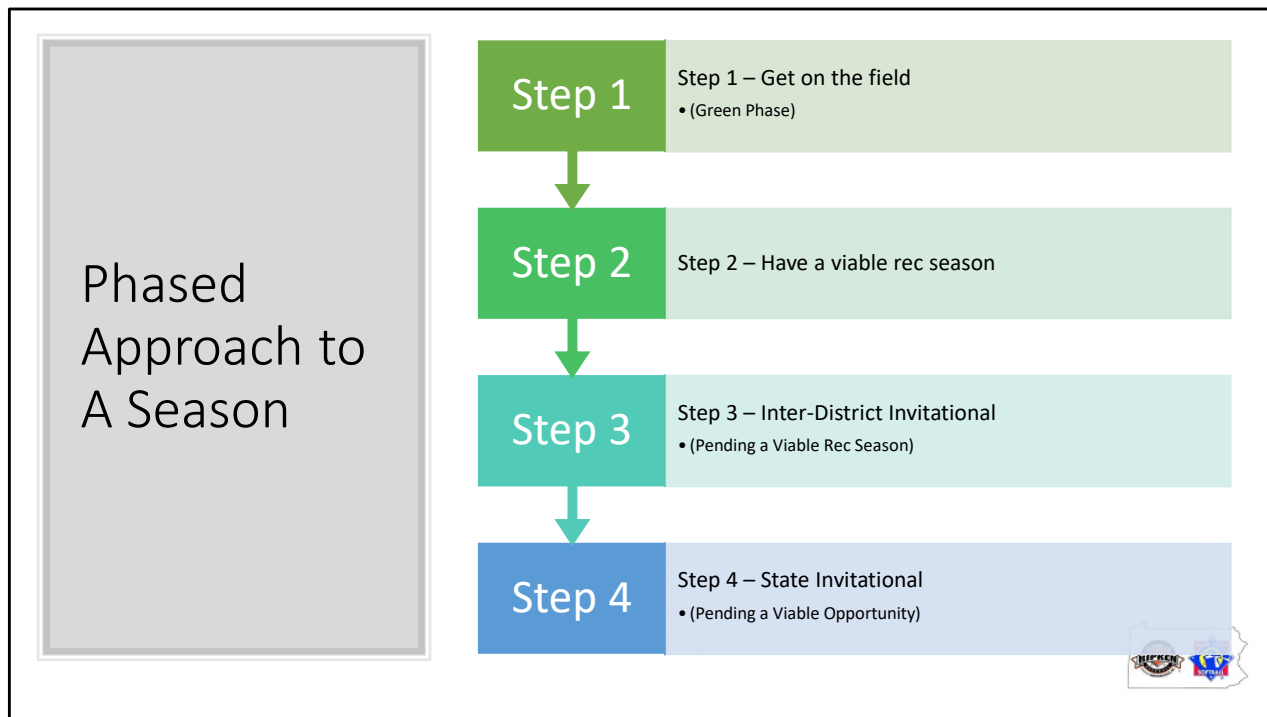 Phased
Approach to
A Season
Step 1
Step 1 – Get on the field
• (Green Phase)
Step 2
Step 2 – Have a viable rec season
Step 3
Step 3 – Inter-District Invitational
• (Pending a Viable Rec Season)
Step 4
Step 4 – State Invitational
• (Pending a Viable Opportunity)
RIPKEN
SOFTBALL